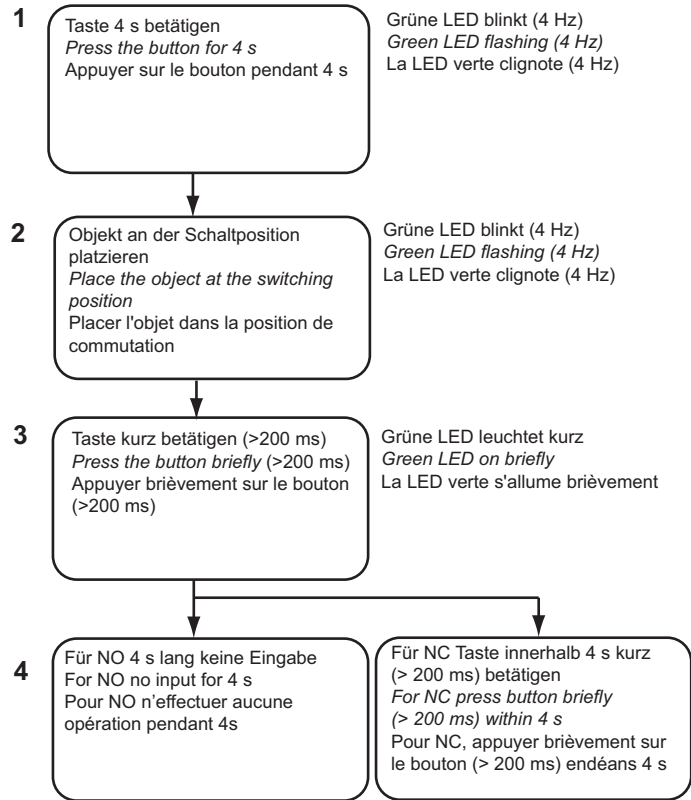 1
Taste 4 s betätigen
Press the button for 4 s
Appuyer sur le bouton pendant 4 s
Grüne LED blinkt (4 Hz)
Green LED flashing (4 Hz)
La LED verte clignote (4 Hz)
2
Objekt an der Schaltposition
platzieren
Place the object at the switching
position
Placer l'objet dans la position de
commutation
Grüne LED blinkt (4 Hz)
Green LED flashing (4 Hz)
La LED verte clignote (4 Hz)
3
Taste kurz betätigen (>200 ms)
Press the button briefly (>200 ms)
Appuyer brièvement sur le bouton
(>200 ms)
Grüne LED leuchtet kurz
Green LED on briefly
La LED verte s'allume brièvement
4
Für NO 4 s lang keine Eingabe
For NO no input for 4 s
Pour NO n’effectuer aucune
opération pendant 4s
Für NC Taste innerhalb 4 s kurz
(> 200 ms) betätigen
For NC press button briefly
(> 200 ms) within 4 s
Pour NC, appuyer brièvement sur
le bouton (> 200 ms) endéans 4 s